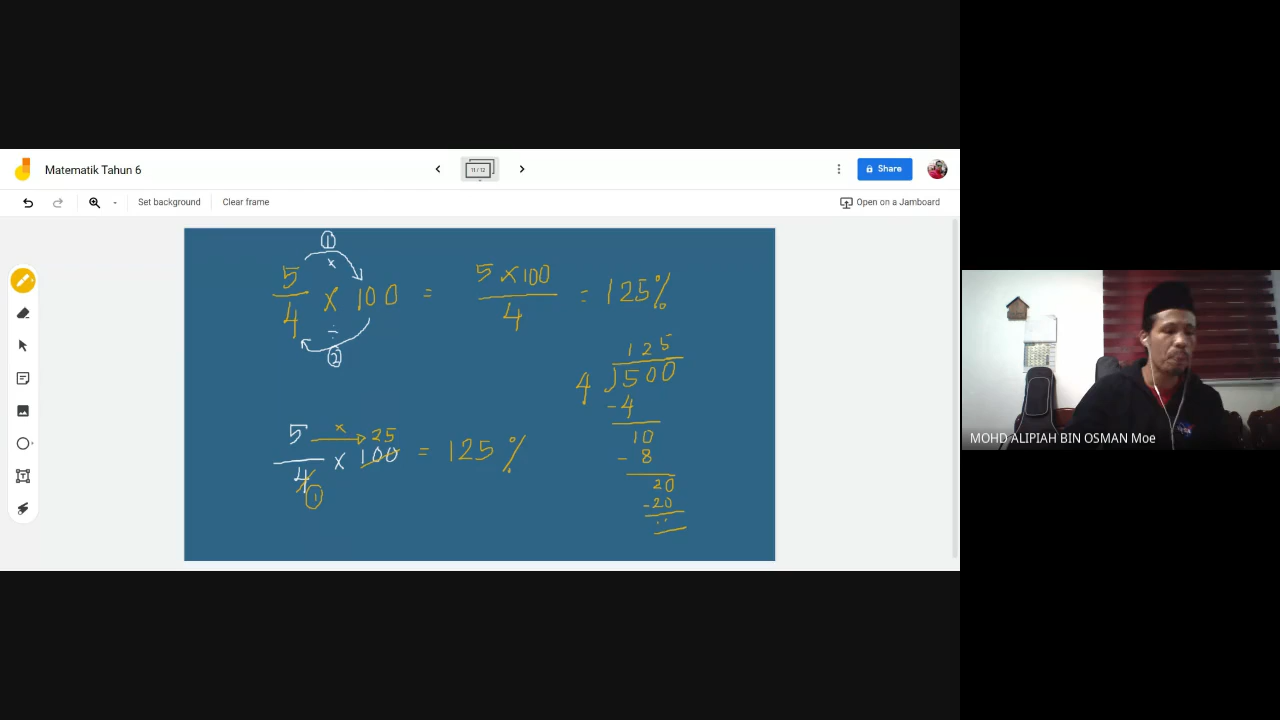 Matematik Tahun 6
11 / 12
Share
Set background
Clear frame
Open on a Jamboard
①
5/4 × 100 = (5 × 100)/4 = 125%
×
÷
②
125
4 ⟌ 500
- 4
10
- 8
20
- 20
5/4 × 100 = 125 %
×
25
①
MOHD ALIPIAH BIN OSMAN Moe